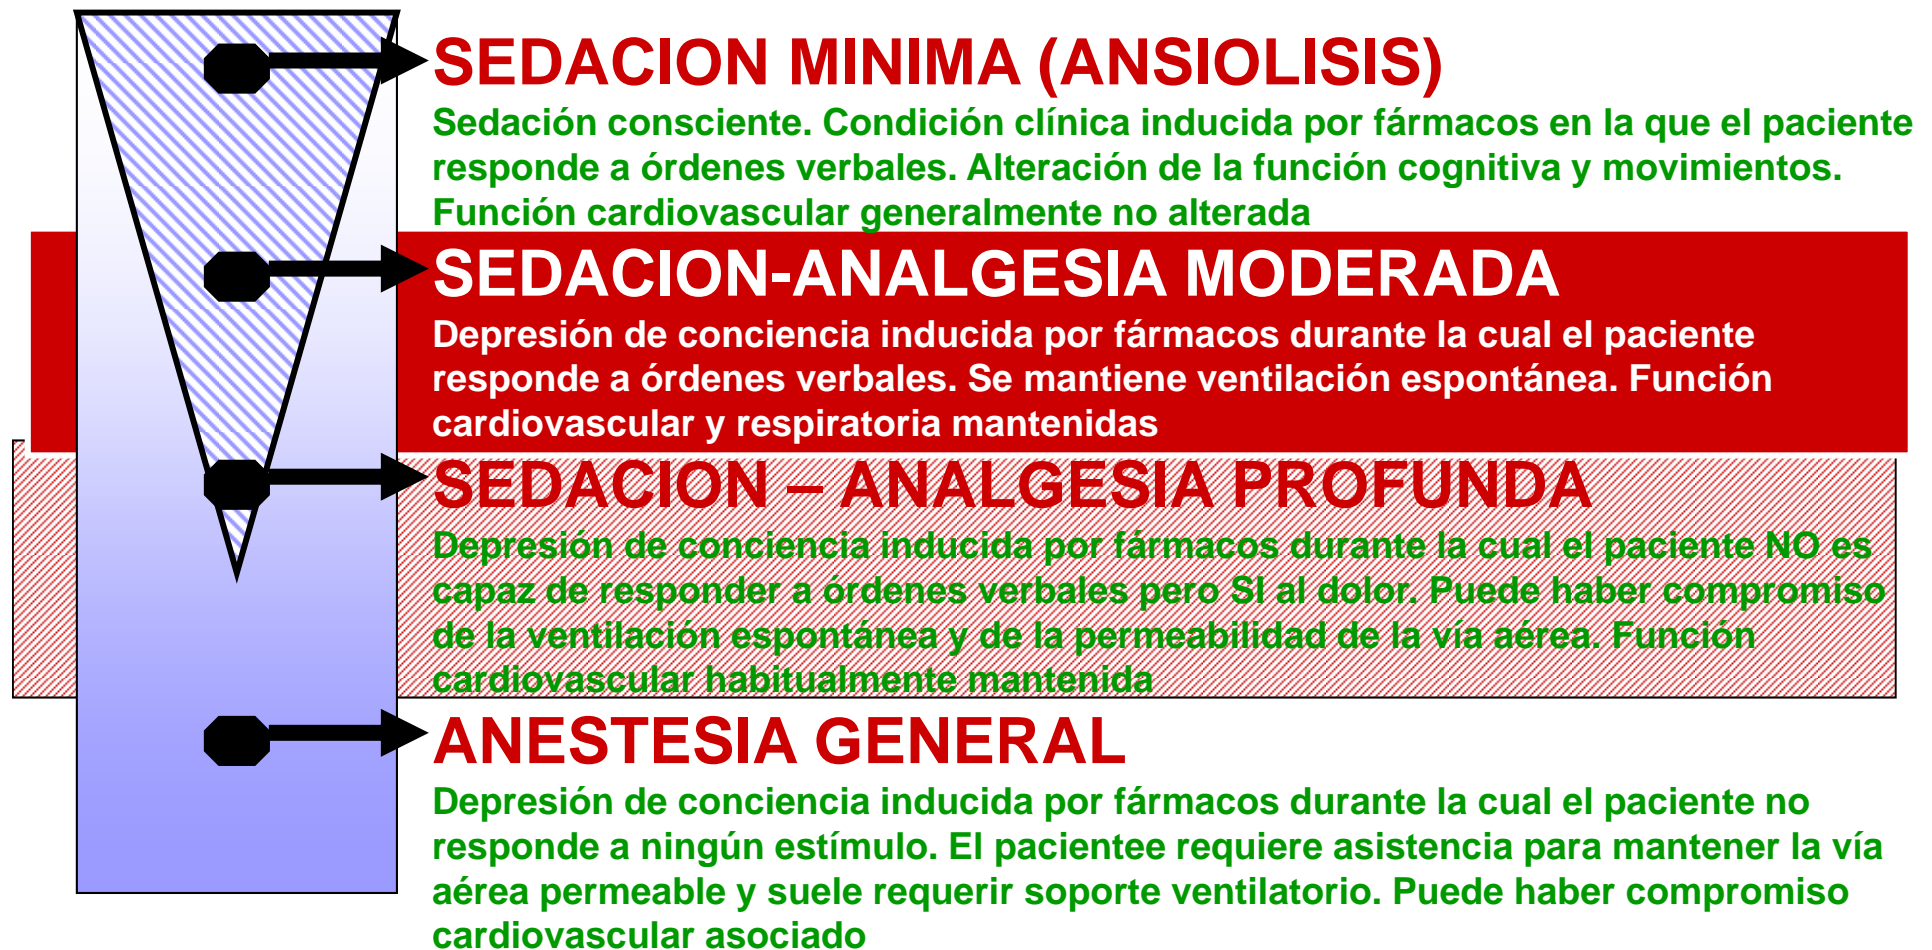 SEDACION MINIMA (ANSIOLISIS)
Sedación consciente. Condición clínica inducida por fármacos en la que el paciente
responde a órdenes verbales. Alteración de la función cognitiva y movimientos.
Función cardiovascular generalmente no alterada
SEDACION-ANALGESIA MODERADA
Depresión de conciencia inducida por fármacos durante la cual el paciente
responde a órdenes verbales. Se mantiene ventilación espontánea. Función
cardiovascular y respiratoria mantenidas
SEDACION – ANALGESIA PROFUNDA
Depresión de conciencia inducida por fármacos durante la cual el paciente NO es
capaz de responder a órdenes verbales pero SI al dolor. Puede haber compromiso
de la ventilación espontánea y de la permeabilidad de la vía aérea. Función
cardiovascular habitualmente mantenida
ANESTESIA GENERAL
Depresión de conciencia inducida por fármacos durante la cual el paciente no
responde a ningún estímulo. El pacientee requiere asistencia para mantener la vía
aérea permeable y suele requerir soporte ventilatorio. Puede haber compromiso
cardiovascular asociado